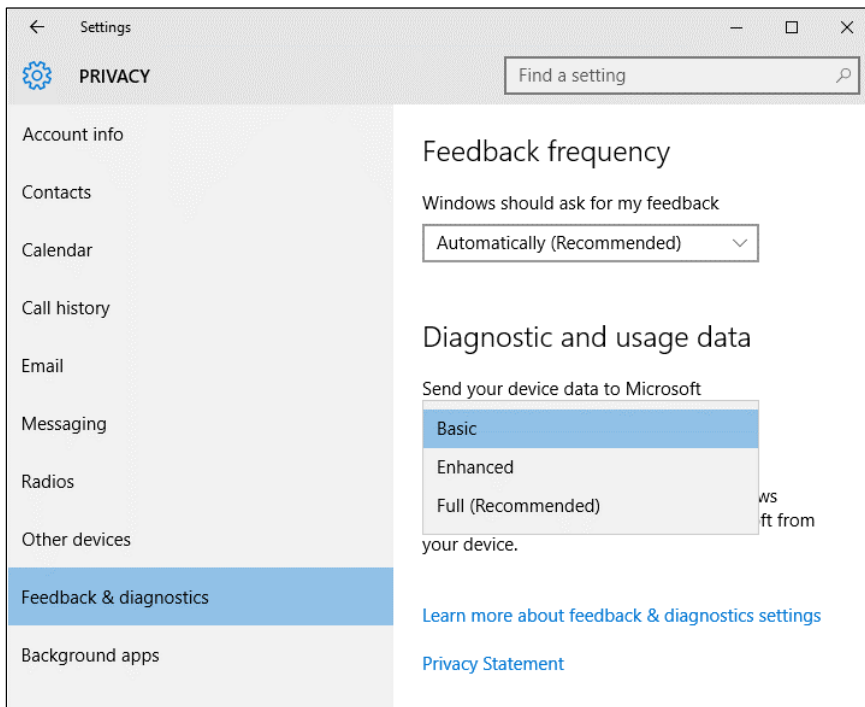 Settings
PRIVACY
Find a setting
Account info
Contacts
Calendar
Call history
Email
Messaging
Radios
Other devices
Feedback & diagnostics
Background apps
Feedback frequency
Windows should ask for my feedback
Automatically (Recommended)
Diagnostic and usage data
Send your device data to Microsoft
Basic
Enhanced
Full (Recommended)
ws
ft from
your device.
Learn more about feedback & diagnostics settings
Privacy Statement